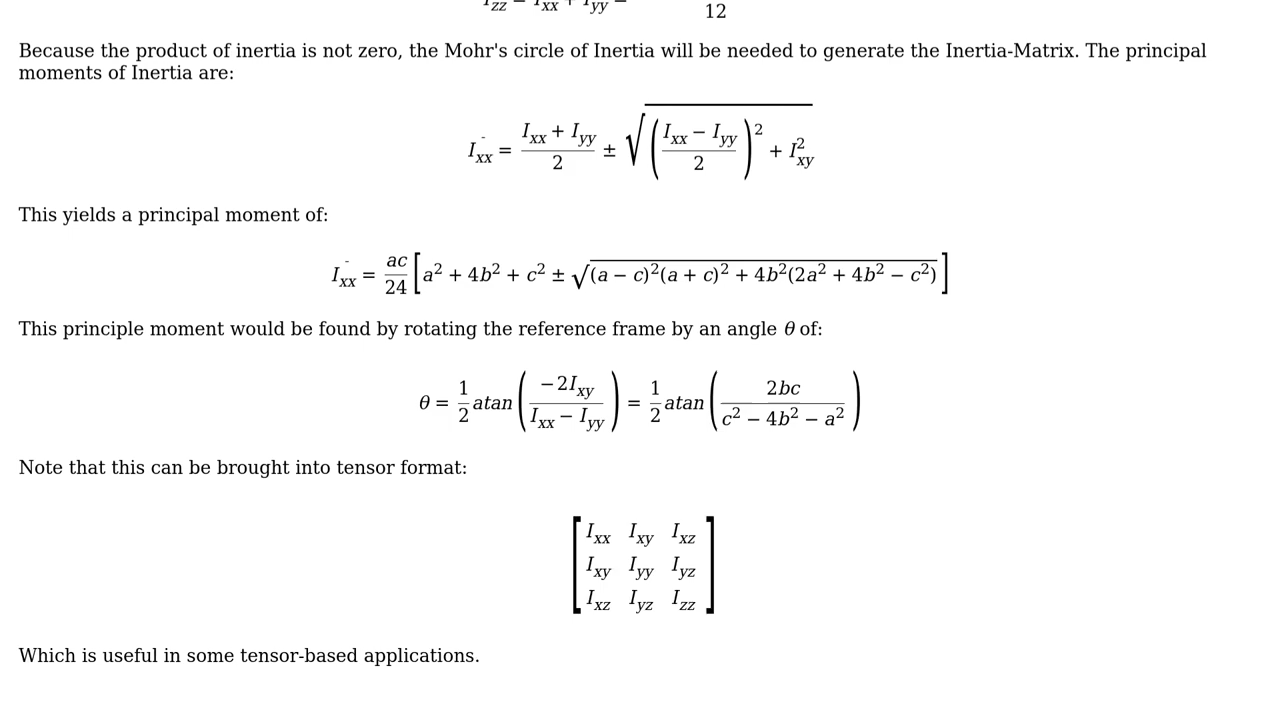 I_zz = I_xx + I_yy = 12
Because the product of inertia is not zero, the Mohr's circle of Inertia will be needed to generate the Inertia-Matrix. The principal
moments of Inertia are:
I_xx^- = (I_xx + I_yy)/2 ± √(((I_xx − I_yy)/2)^2 + I_xy^2)
This yields a principal moment of:
I_xx^- = ac/24 [a^2 + 4b^2 + c^2 ± √((a − c)^2(a + c)^2 + 4b^2(2a^2 + 4b^2 − c^2))]
This principle moment would be found by rotating the reference frame by an angle θ of:
θ = 1/2 atan(−2I_xy/(I_xx − I_yy)) = 1/2 atan(2bc/(c^2 − 4b^2 − a^2))
Note that this can be brought into tensor format:
I_xx I_xy I_xz
I_xy I_yy I_yz
I_xz I_yz I_zz
Which is useful in some tensor-based applications.